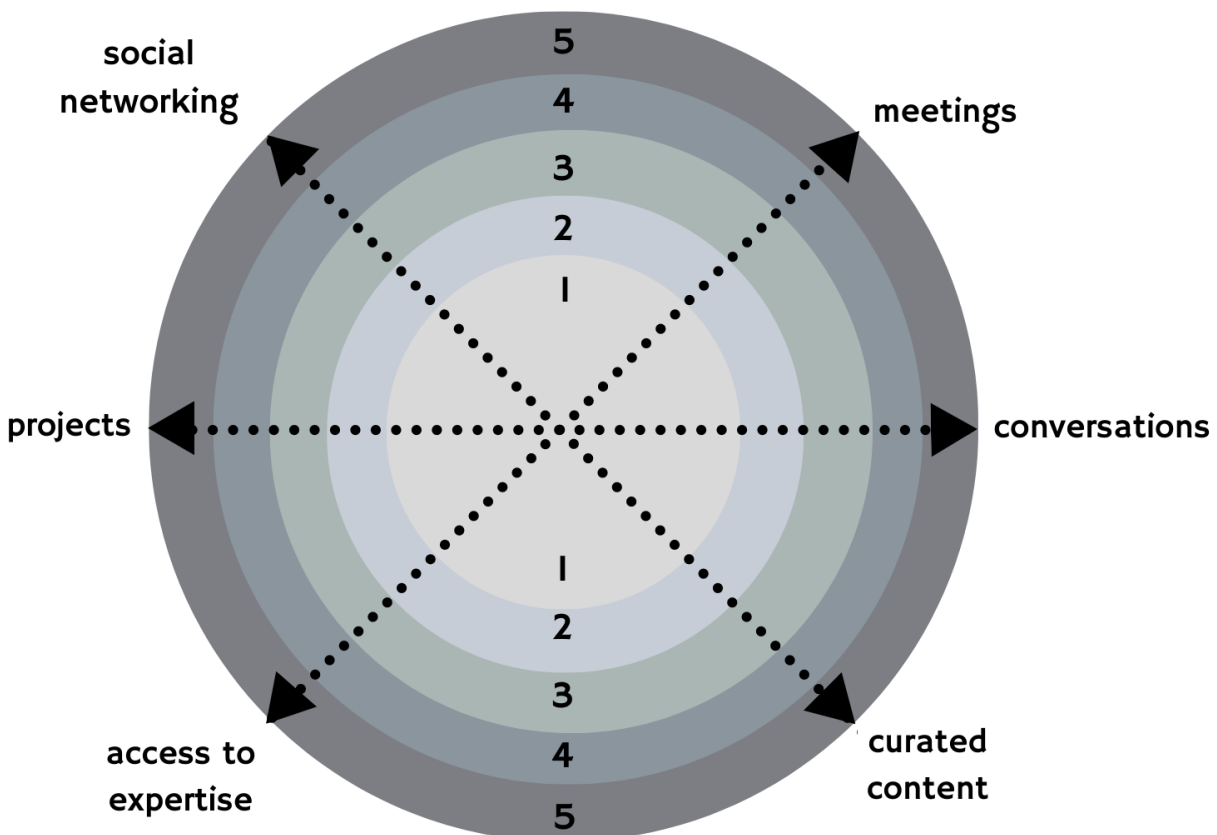 5
social
networking
4
meetings
3
2
1
projects
conversations
1
2
3
access to
expertise
4
curated
content
5